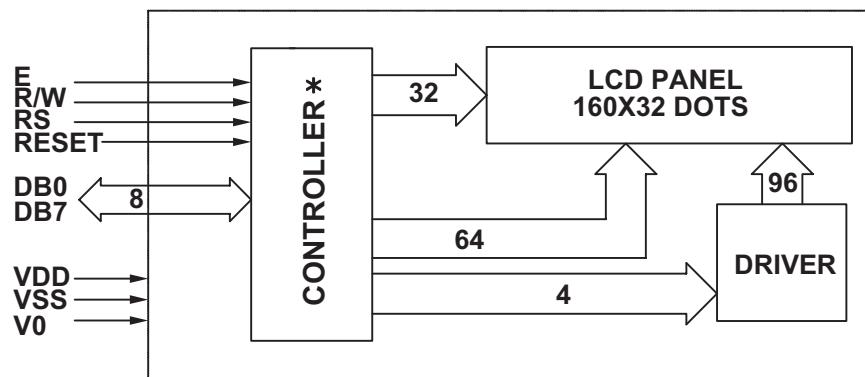 E
R/W
RS
RESET
DB0
DB7
8
VDD
VSS
V0
CONTROLLER*
32
LCD PANEL
160X32 DOTS
64
96
4
DRIVER